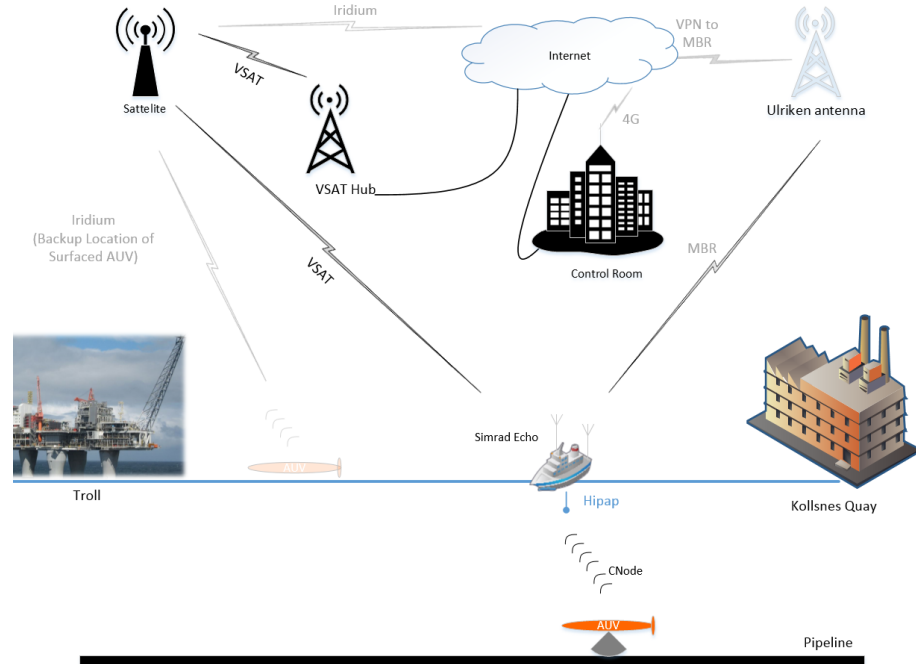 Iridium
VPN to
MBR
Internet
VSAT
Sattelite
Ulriken antenna
4G
VSAT Hub
Iridium
(Backup Location of
Surfaced AUV)
VSAT
MBR
Control Room
Simrad Echo
AUV
Troll
Hipap
Kollsnes Quay
CNode
AUV
Pipeline